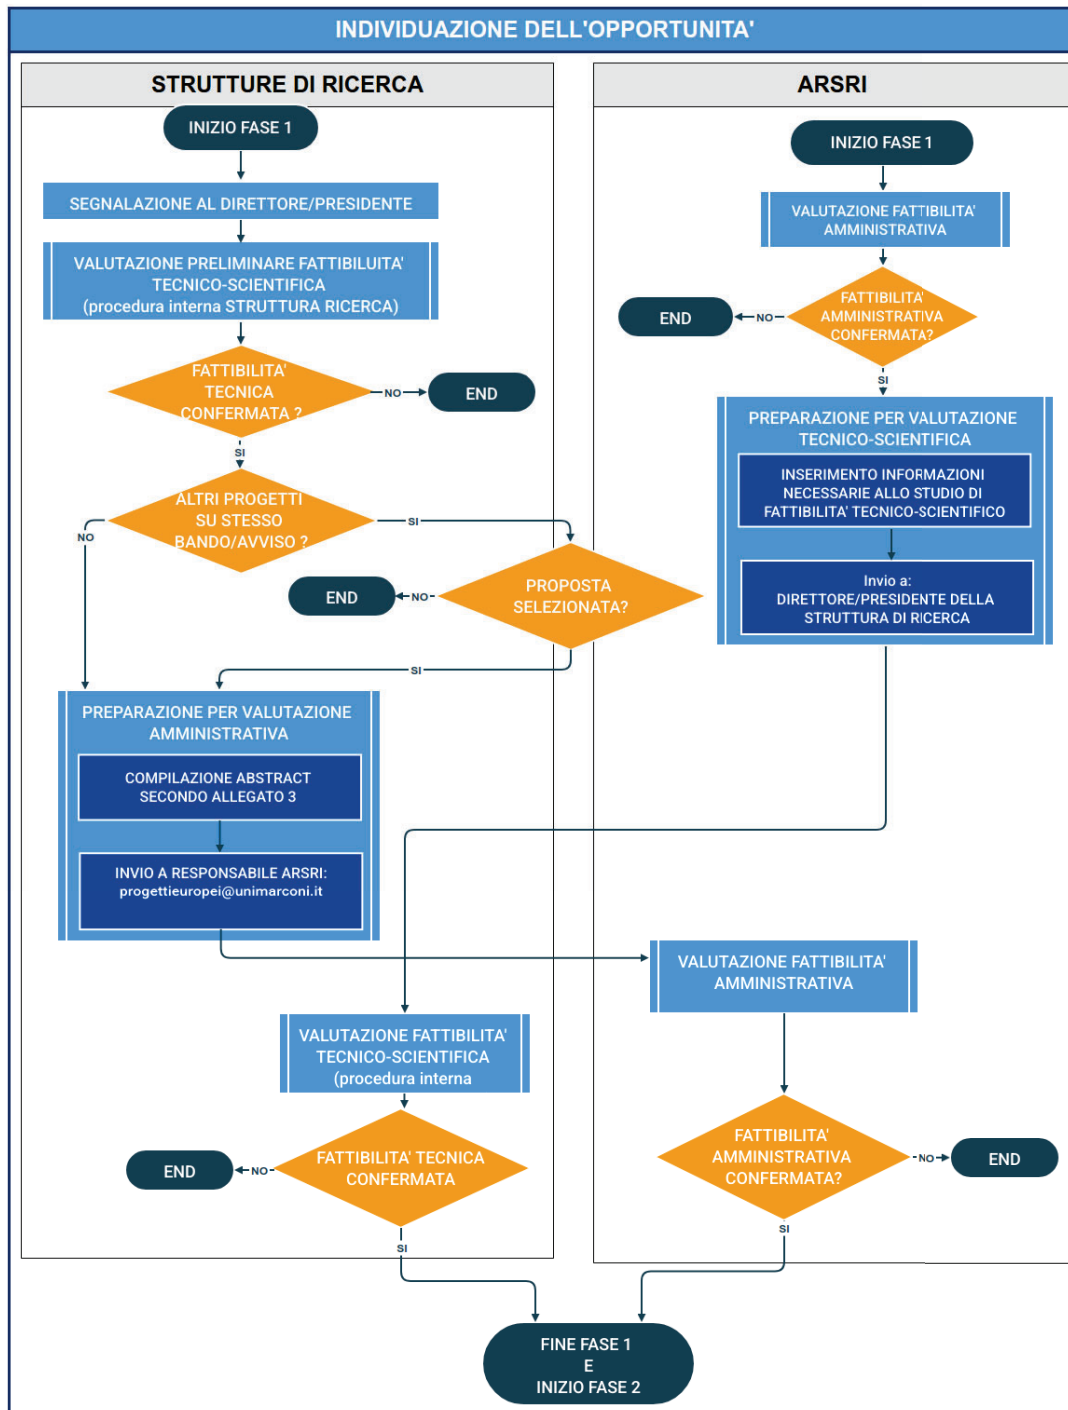 INDIVIDUAZIONE DELL'OPPORTUNITA'
STRUTTURE DI RICERCA
INIZIO FASE 1
SEGNALAZIONE AL DIRETTORE/PRESIDENTE
VALUTAZIONE PRELIMINARE FATTIBILUITA'
TECNICO-SCIENTIFICA
(procedura interna STRUTTURA RICERCA)
FATTIBILITA'
TECNICA
CONFERMATA ?
NO
END
SI
ALTRI PROGETTI
SU STESSO
BANDO/AVVISO ?
NO
SI
PROPOSTA
SELEZIONATA?
NO
END
SI
PREPARAZIONE PER VALUTAZIONE
AMMINISTRATIVA
COMPILAZIONE ABSTRACT
SECONDO ALLEGATO 3
INVIO A RESPONSABILE ARSRI:
progettieuropei@unimarconi.it
VALUTAZIONE FATTIBILITA'
TECNICO-SCIENTIFICA
(procedura interna
FATTIBILITA' TECNICA
CONFERMATA
NO
END
SI
ARSRI
INIZIO FASE 1
VALUTAZIONE FATTIBILITA'
AMMINISTRATIVA
FATTIBILITA'
AMMINISTRATIVA
CONFERMATA?
NO
END
SI
PREPARAZIONE PER VALUTAZIONE
TECNICO-SCIENTIFICA
INSERIMENTO INFORMAZIONI
NECESSARIE ALLO STUDIO DI
FATTIBILITA' TECNICO-SCIENTIFICO
Invio a:
DIRETTORE/PRESIDENTE DELLA
STRUTTURA DI RICERCA
VALUTAZIONE FATTIBILITA'
AMMINISTRATIVA
FATTIBILITA'
AMMINISTRATIVA
CONFERMATA?
NO
END
SI
FINE FASE 1
E
INIZIO FASE 2